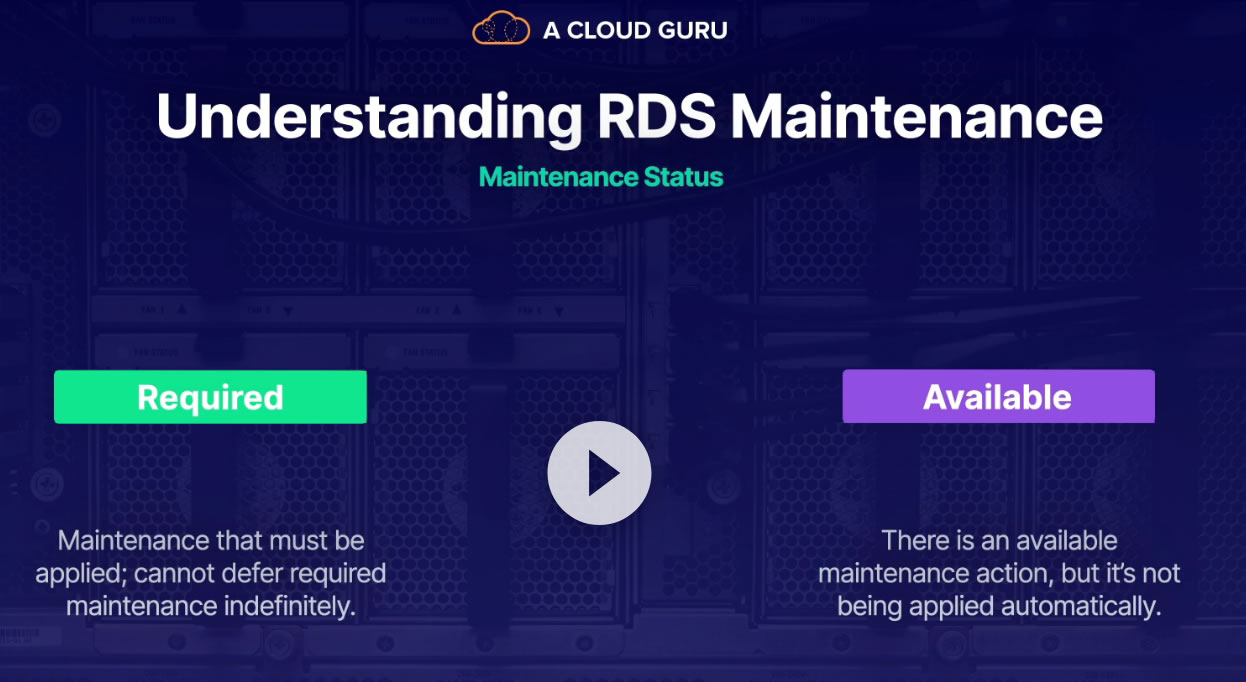 A CLOUD GURU
Understanding RDS Maintenance
Maintenance Status
Required
Maintenance that must be
applied; cannot defer required
maintenance indefinitely.
Available
There is an available
maintenance action, but it's not
being applied automatically.